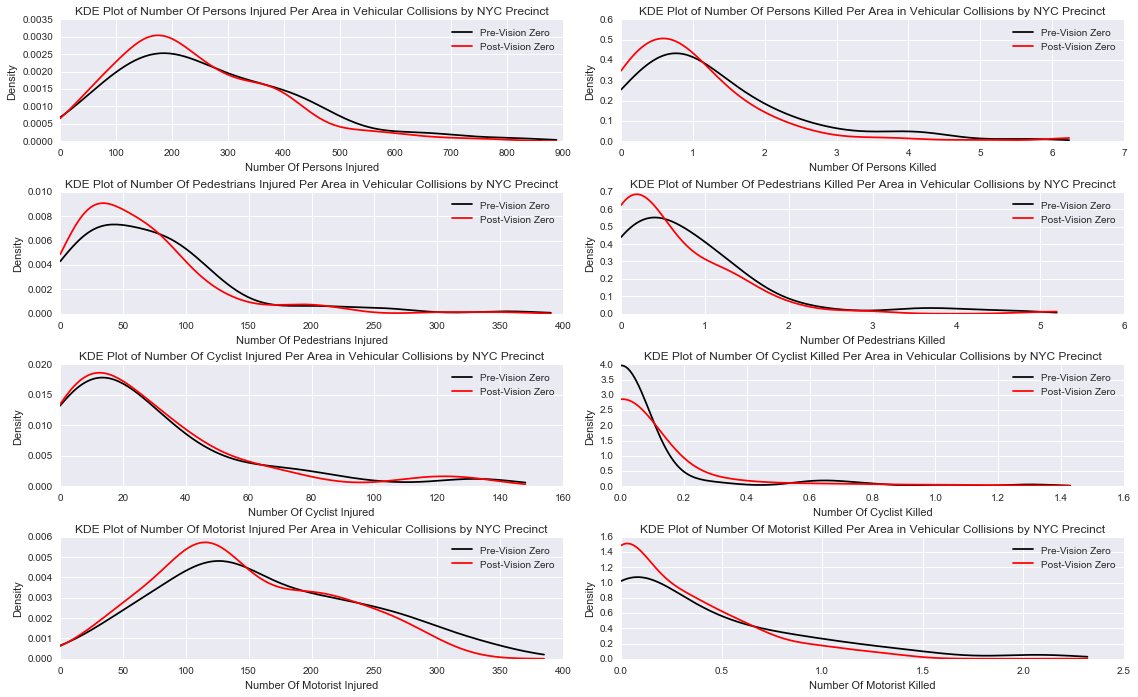 KDE Plot of Number Of Persons Injured Per Area in Vehicular Collisions by NYC Precinct
0.0035
0.0030
0.0025
0.0020
0.0015
0.0010
0.0005
0.0000
Density
Pre-Vision Zero
Post-Vision Zero
0 100 200 300 400 500 600 700 800 900
Number Of Persons Injured
KDE Plot of Number Of Persons Killed Per Area in Vehicular Collisions by NYC Precinct
0.6
0.5
0.4
0.3
0.2
0.1
0.0
Density
Pre-Vision Zero
Post-Vision Zero
0 1 2 3 4 5 6 7
Number Of Persons Killed
KDE Plot of Number Of Pedestrians Injured Per Area in Vehicular Collisions by NYC Precinct
0.010
0.008
0.006
0.004
0.002
0.000
Density
Pre-Vision Zero
Post-Vision Zero
0 50 100 150 200 250 300 350 400
Number Of Pedestrians Injured
KDE Plot of Number Of Pedestrians Killed Per Area in Vehicular Collisions by NYC Precinct
0.7
0.6
0.5
0.4
0.3
0.2
0.1
0.0
Density
Pre-Vision Zero
Post-Vision Zero
0 1 2 3 4 5 6
Number Of Pedestrians Killed
KDE Plot of Number Of Cyclist Injured Per Area in Vehicular Collisions by NYC Precinct
0.020
0.015
0.010
0.005
0.000
Density
Pre-Vision Zero
Post-Vision Zero
0 20 40 60 80 100 120 140 160
Number Of Cyclist Injured
KDE Plot of Number Of Cyclist Killed Per Area in Vehicular Collisions by NYC Precinct
4.0
3.5
3.0
2.5
2.0
1.5
1.0
0.5
0.0
Density
Pre-Vision Zero
Post-Vision Zero
0.0 0.2 0.4 0.6 0.8 1.0 1.2 1.4 1.6
Number Of Cyclist Killed
KDE Plot of Number Of Motorist Injured Per Area in Vehicular Collisions by NYC Precinct
0.006
0.005
0.004
0.003
0.002
0.001
0.000
Density
Pre-Vision Zero
Post-Vision Zero
0 50 100 150 200 250 300 350 400
Number Of Motorist Injured
KDE Plot of Number Of Motorist Killed Per Area in Vehicular Collisions by NYC Precinct
1.6
1.4
1.2
1.0
0.8
0.6
0.4
0.2
0.0
Density
Pre-Vision Zero
Post-Vision Zero
0.0 0.5 1.0 1.5 2.0 2.5
Number Of Motorist Killed